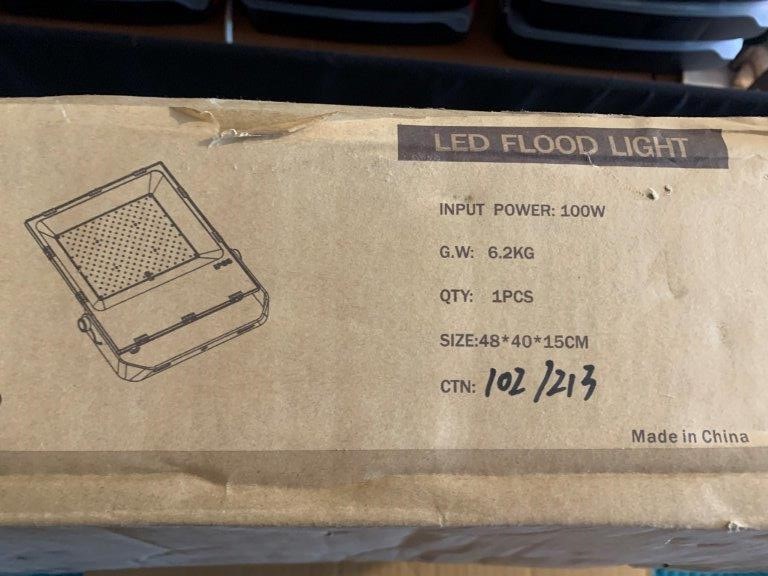 LED FLOOD LIGHT
INPUT POWER: 100W
G.W: 6.2KG
QTY: 1PCS
SIZE:48*40*15CM
CTN: 102/213
Made in China